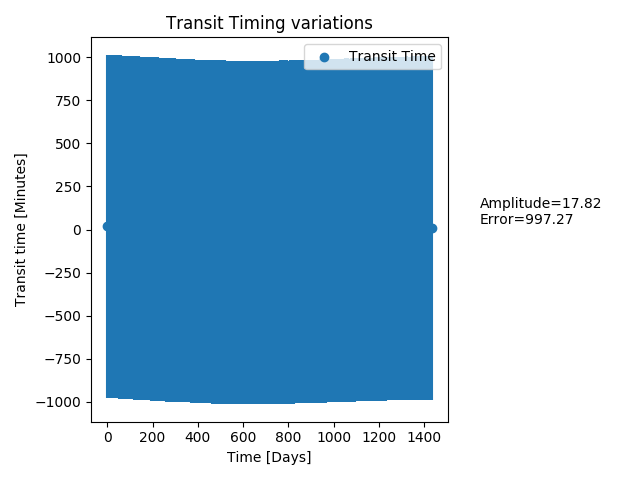 Transit Timing variations
Transit Time
1000
750
500
250
0
−250
−500
−750
−1000
Transit time [Minutes]
0 200 400 600 800 1000 1200 1400
Time [Days]
Amplitude=17.82
Error=997.27